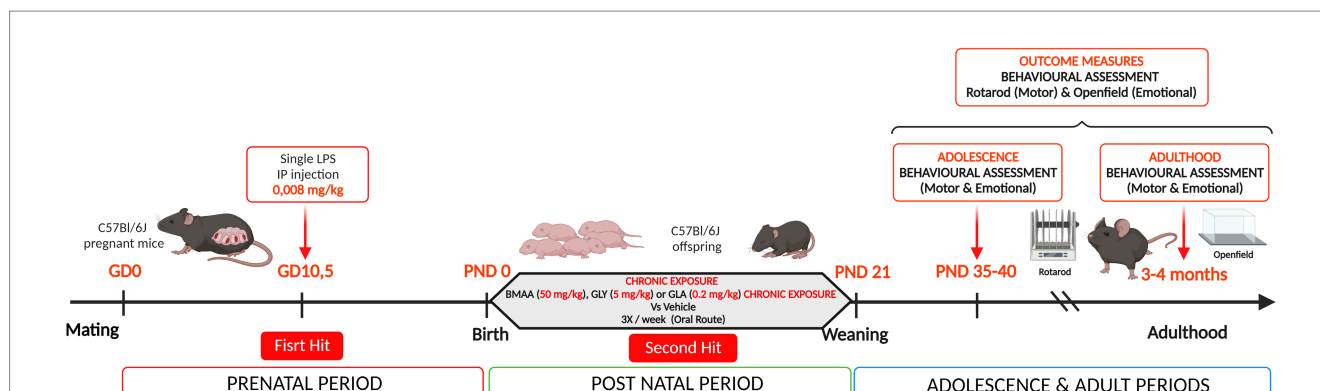 OUTCOME MEASURES
BEHAVIOURAL ASSESSMENT
Rotarod (Motor) & Openfield (Emotional)
Single LPS
IP injection
0,008 mg/kg
ADOLESCENCE
BEHAVIOURAL ASSESSMENT
(Motor & Emotional)
ADULTHOOD
BEHAVIOURAL ASSESSMENT
(Motor & Emotional)
C57Bl/6J
pregnant mice
C57Bl/6J
offspring
Rotarod
Openfield
GD0
GD10,5
PND 0
PND 21
PND 35-40
3-4 months
CHRONIC EXPOSURE
BMAA (50 mg/kg), GLY (5 mg/kg) or GLA (0.2 mg/kg) CHRONIC EXPOSURE
Vs Vehicle
3X / week (Oral Route)
Mating
Birth
Weaning
Adulthood
Fisrt Hit
Second Hit
PRENATAL PERIOD
POST NATAL PERIOD
ADOLESCENCE & ADULT PERIODS